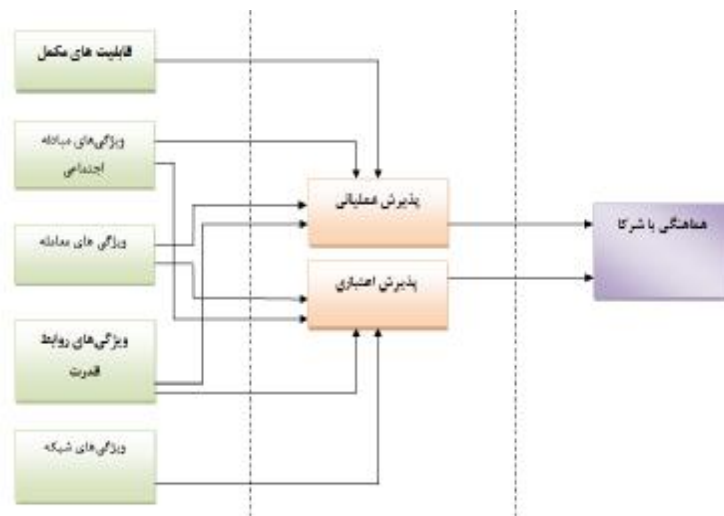 قابلیت های مکمل
ویژگی‌های مبادله
اجتماعی
ویژگی های معامله
ویژگی‌های روابط
قدرت
ویژگی‌های شبکه
پذیرش عملیاتی
پذیرش اعتباری
هماهنگی با شرکا